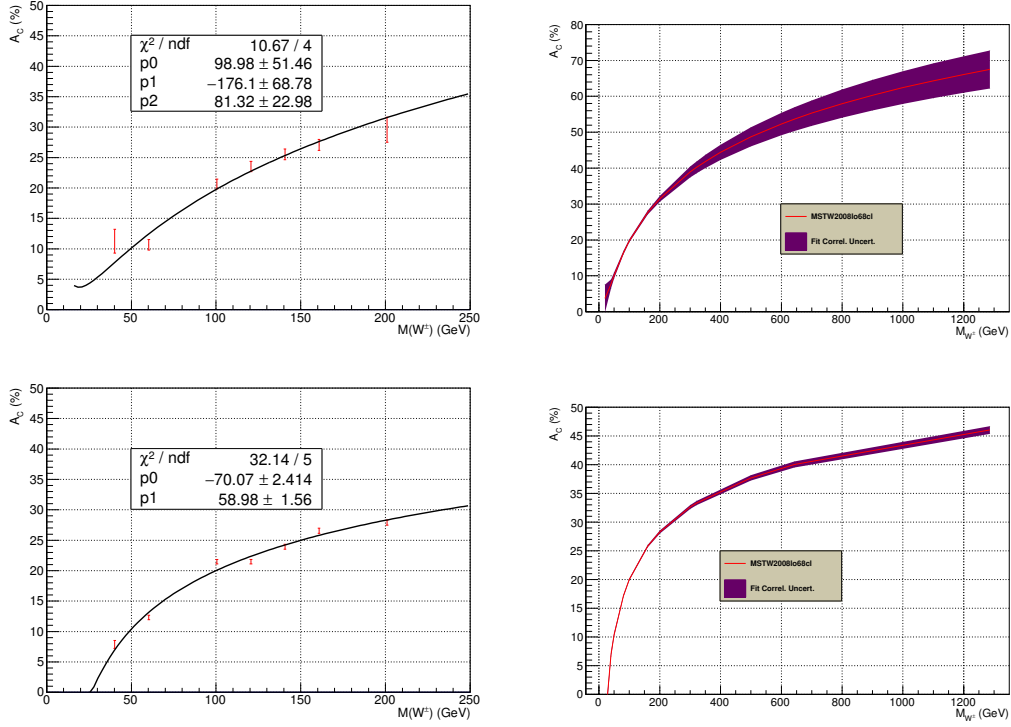 A_C (%)
50
45
40
35
30
25
20
15
10
5
0
χ² / ndf 10.67 / 4
p0 98.98 ± 51.46
p1 −176.1 ± 68.78
p2 81.32 ± 22.98
0 50 100 150 200 250
M(W±) (GeV)
A_C (%)
80
70
60
50
40
30
20
10
0
MSTW2008lo68cl
Fit Correl. Uncert.
0 200 400 600 800 1000 1200
M_W± (GeV)
A_C (%)
50
45
40
35
30
25
20
15
10
5
0
χ² / ndf 32.14 / 5
p0 −70.07 ± 2.414
p1 58.98 ± 1.56
0 50 100 150 200 250
M(W±) (GeV)
A_C (%)
50
45
40
35
30
25
20
15
10
5
0
MSTW2008lo68cl
Fit Correl. Uncert.
0 200 400 600 800 1000 1200
M_W± (GeV)